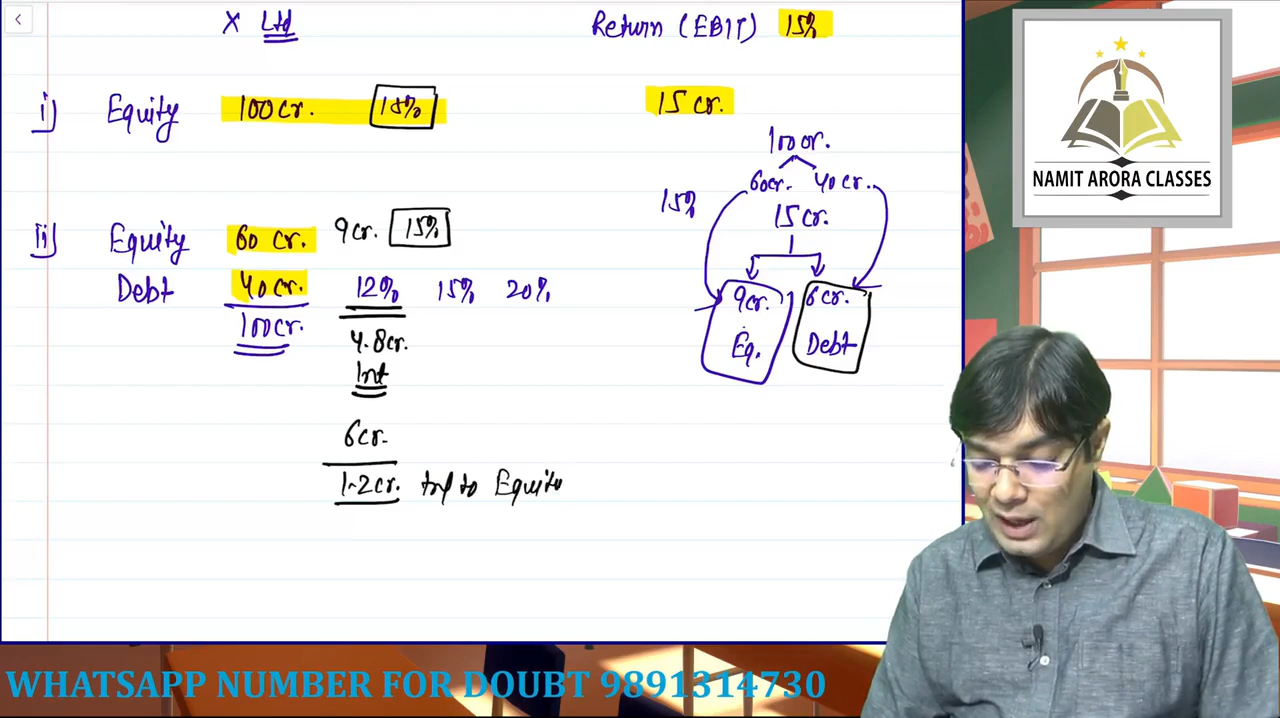 X Ltd
Return (EBIT) 15%
i) Equity 100cr. 15%
15 cr.
100cr.
60cr. 40cr.
15%
15 cr.
ii) Equity 60 cr. 9cr. 15%
Debt 40cr. 12% 15% 20%
100cr.
4.8cr.
Int
6cr.
1.2cr. trf to Equity
9cr. 6cr.
Eq. Debt
NAMIT ARORA CLASSES
WHATSAPP NUMBER FOR DOUBT 9891314730